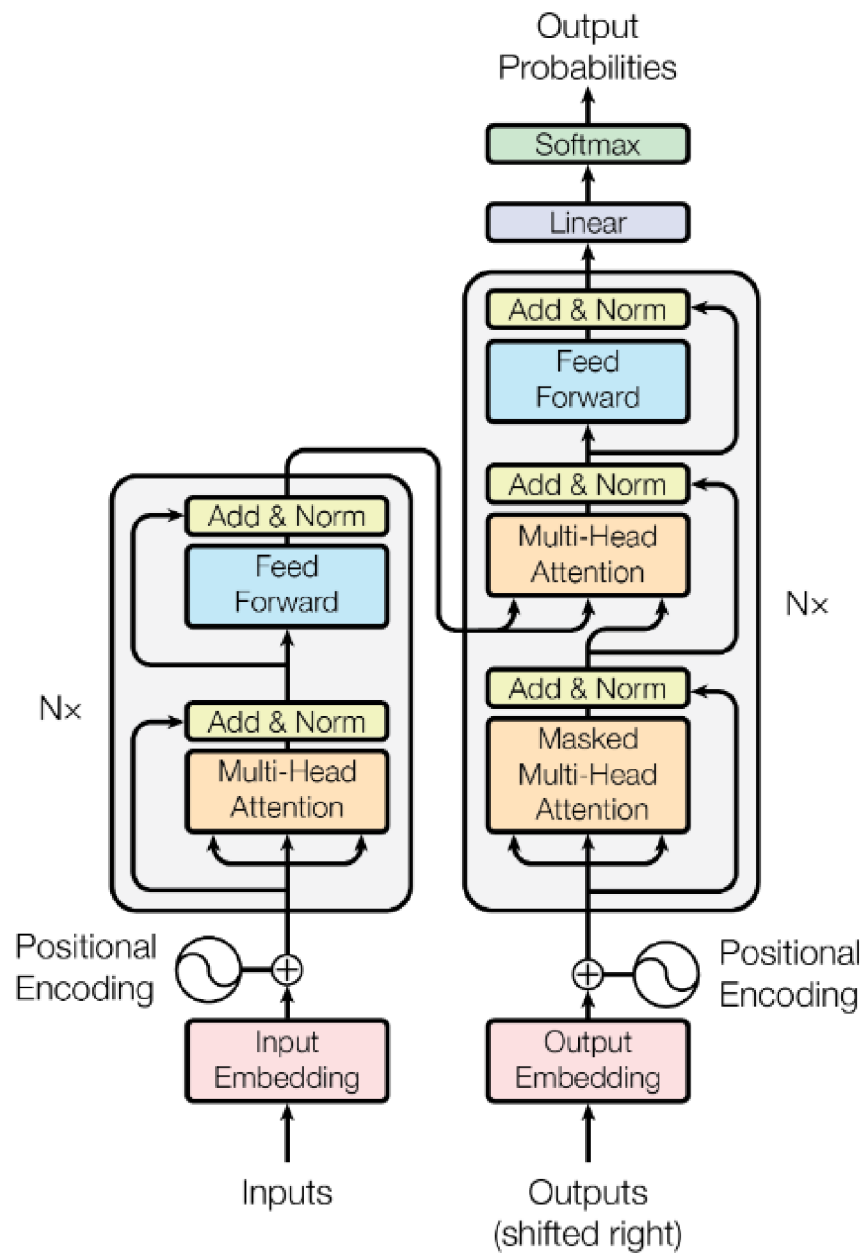 Output
Probabilities
Softmax
Linear
Add & Norm
Feed
Forward
Add & Norm
Multi-Head
Attention
Add & Norm
Masked
Multi-Head
Attention
N×
Add & Norm
Feed
Forward
Add & Norm
Multi-Head
Attention
N×
Positional
Encoding
Positional
Encoding
Input
Embedding
Output
Embedding
Inputs
Outputs
(shifted right)